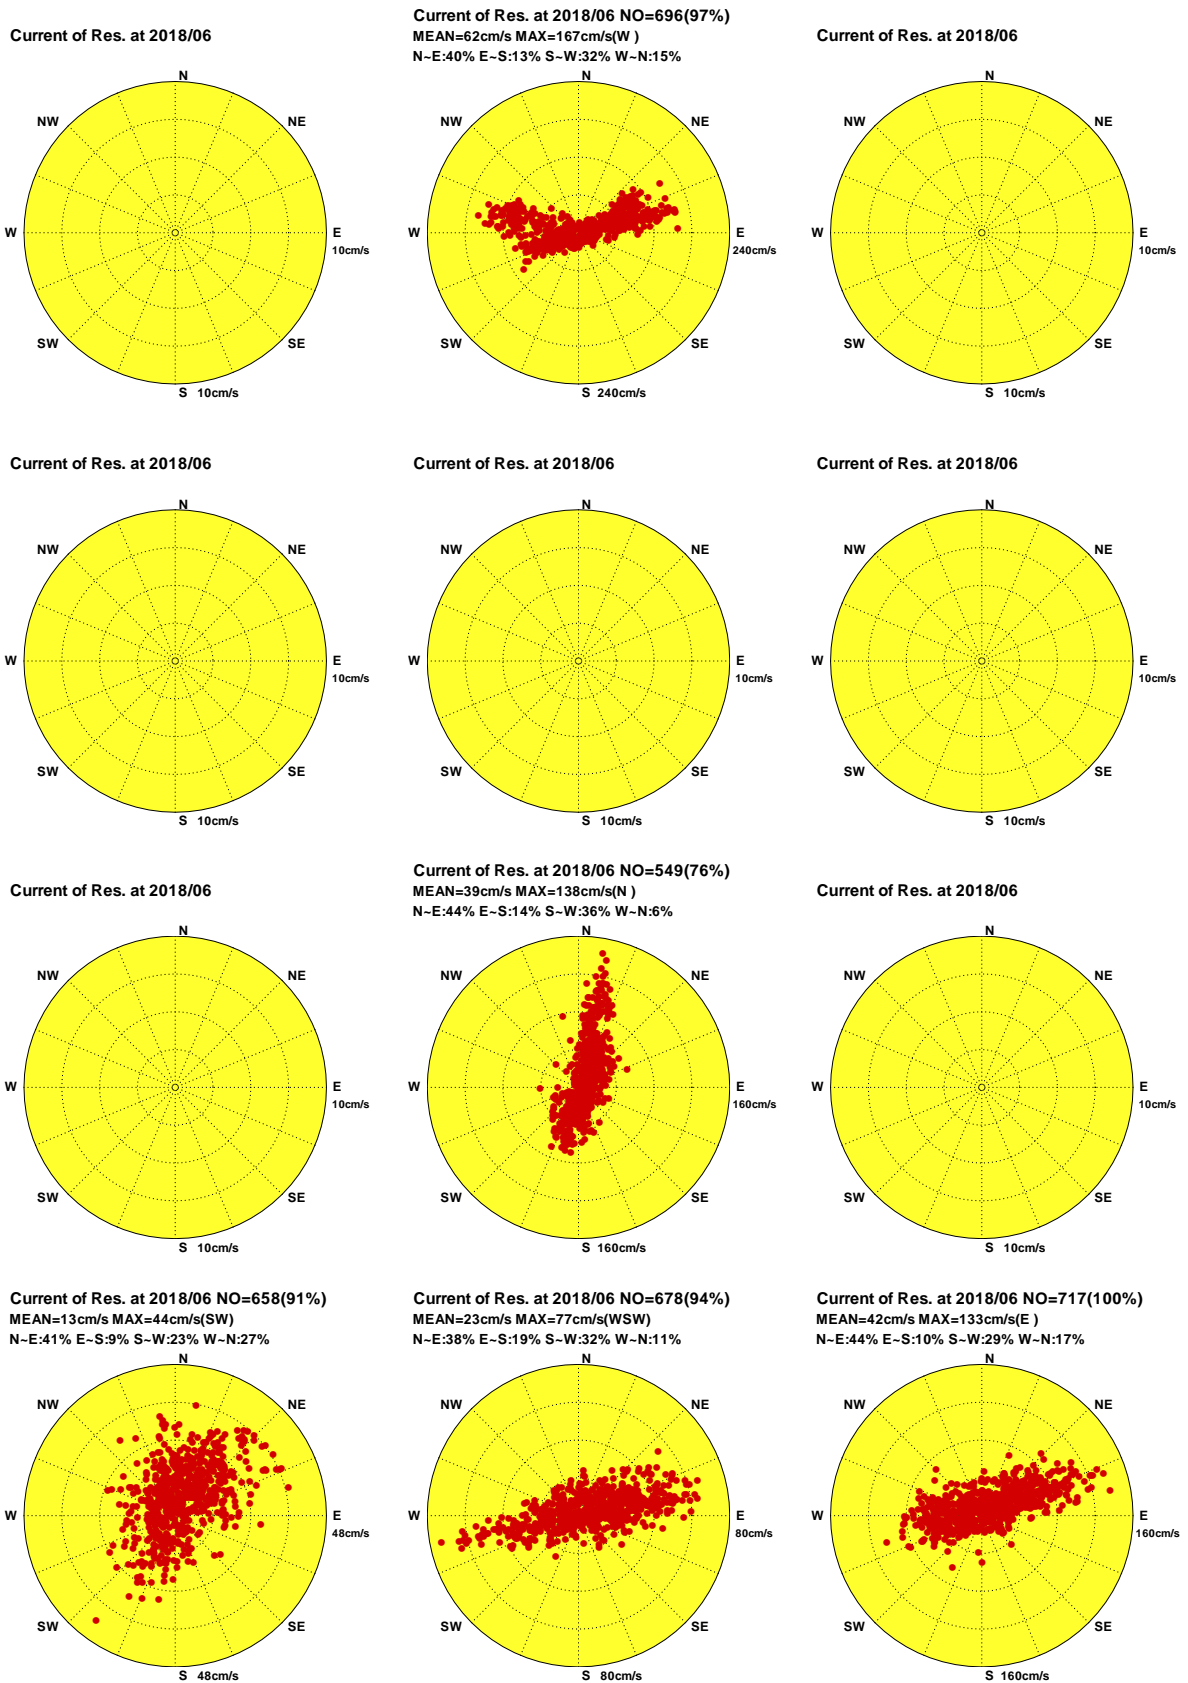 Current of Res. at 2018/06
N
NW
NE
W
E
10cm/s
SW
SE
S 10cm/s
Current of Res. at 2018/06 NO=696(97%)
MEAN=62cm/s MAX=167cm/s(W )
N~E:40% E~S:13% S~W:32% W~N:15%
N
NW
NE
W
E
240cm/s
SW
SE
S 240cm/s
Current of Res. at 2018/06
N
NW
NE
W
E
10cm/s
SW
SE
S 10cm/s
Current of Res. at 2018/06
N
NW
NE
W
E
10cm/s
SW
SE
S 10cm/s
Current of Res. at 2018/06
N
NW
NE
W
E
10cm/s
SW
SE
S 10cm/s
Current of Res. at 2018/06
N
NW
NE
W
E
10cm/s
SW
SE
S 10cm/s
Current of Res. at 2018/06
N
NW
NE
W
E
10cm/s
SW
SE
S 10cm/s
Current of Res. at 2018/06 NO=549(76%)
MEAN=39cm/s MAX=138cm/s(N )
N~E:44% E~S:14% S~W:36% W~N:6%
N
NW
NE
W
E
160cm/s
SW
SE
S 160cm/s
Current of Res. at 2018/06
N
NW
NE
W
E
10cm/s
SW
SE
S 10cm/s
Current of Res. at 2018/06 NO=658(91%)
MEAN=13cm/s MAX=44cm/s(SW)
N~E:41% E~S:9% S~W:23% W~N:27%
N
NW
NE
W
E
48cm/s
SW
SE
S 48cm/s
Current of Res. at 2018/06 NO=678(94%)
MEAN=23cm/s MAX=77cm/s(WSW)
N~E:38% E~S:19% S~W:32% W~N:11%
N
NW
NE
W
E
80cm/s
SW
SE
S 80cm/s
Current of Res. at 2018/06 NO=717(100%)
MEAN=42cm/s MAX=133cm/s(E )
N~E:44% E~S:10% S~W:29% W~N:17%
N
NW
NE
W
E
160cm/s
SW
SE
S 160cm/s